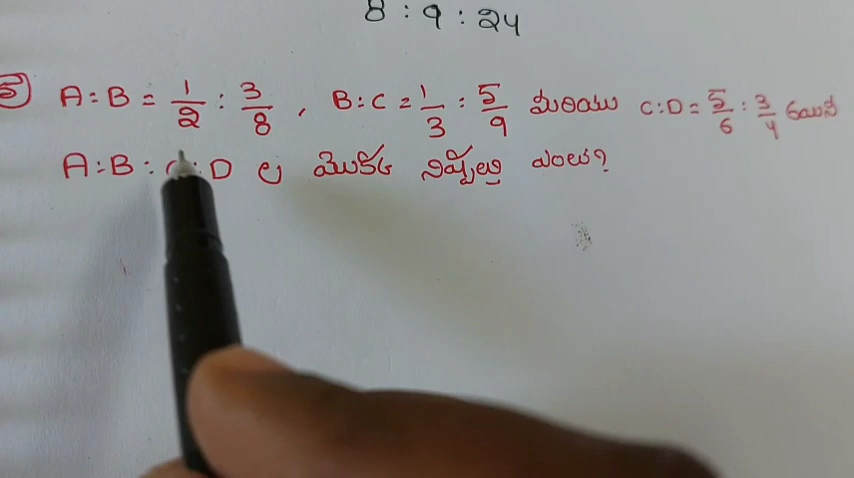 8 : 9 : 24
5) A:B = 1/2 : 3/8 , B:C = 1/3 : 5/9 మరియు C:D = 5/6 : 3/4 అయిన
A:B:C:D ల యొక్క నిష్పత్తి ఎంత?